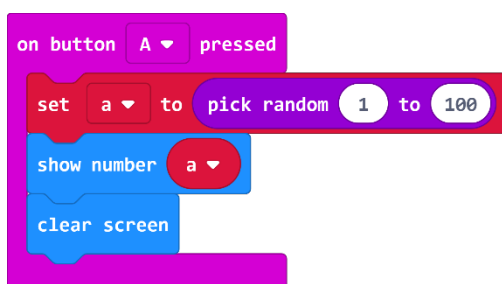 on button A pressed
set a to pick random 1 to 100
show number a
clear screen